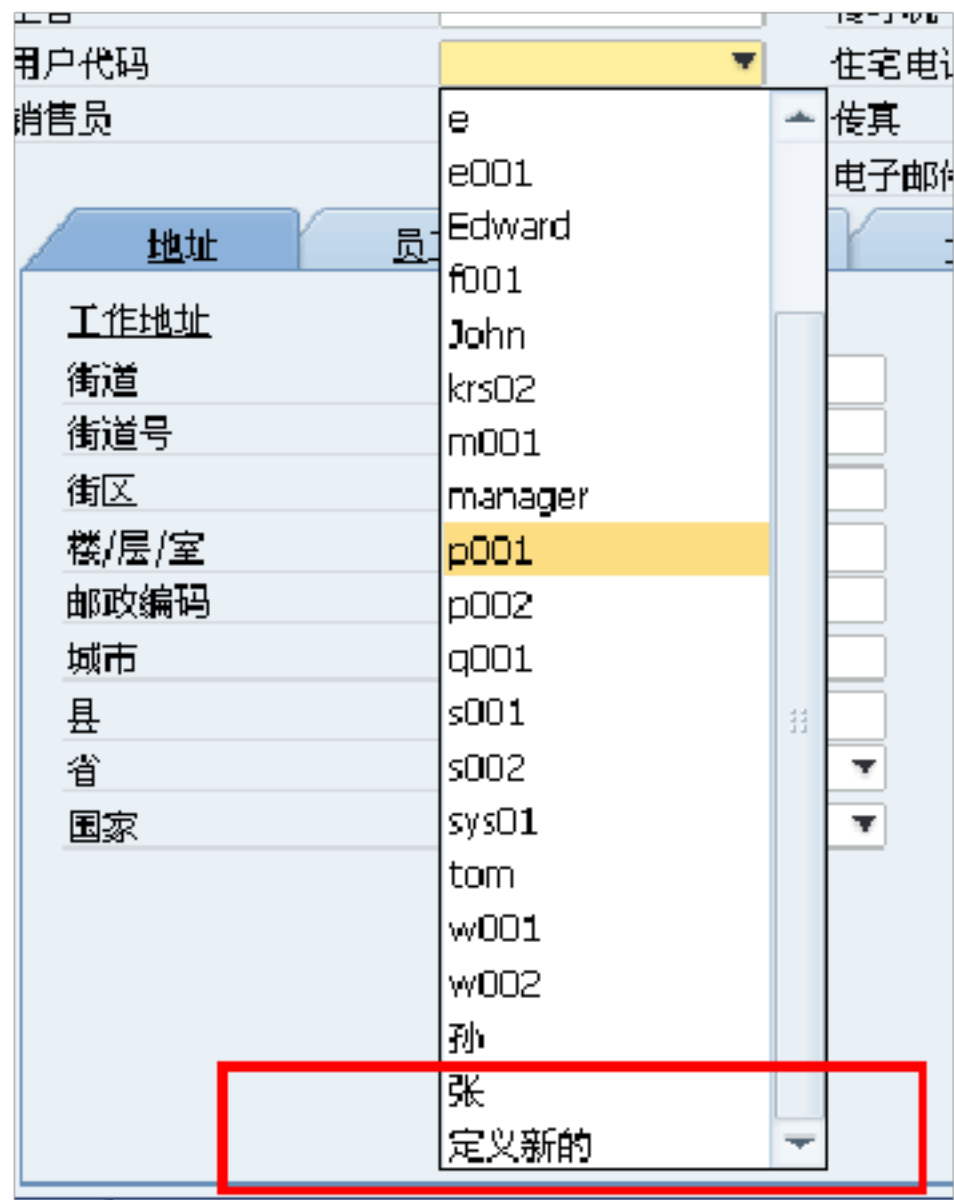 用户代码
住宅电
销售员
传真
电子邮
e
e001
Edward
f001
John
krs02
m001
manager
p001
p002
q001
s001
s002
sys01
tom
w001
w002
孙
张
定义新的
地址
员
工作地址
街道
街道号
街区
楼/层/室
邮政编码
城市
县
省
国家